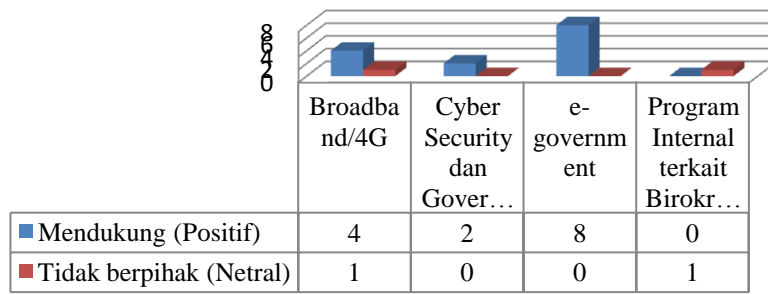 8
6
4
2
0
Broadba
nd/4G
Cyber
Security
dan
Gover…
e-
governm
ent
Program
Internal
terkait
Birokr…
Mendukung (Positif) 4 2 8 0
Tidak berpihak (Netral) 1 0 0 1